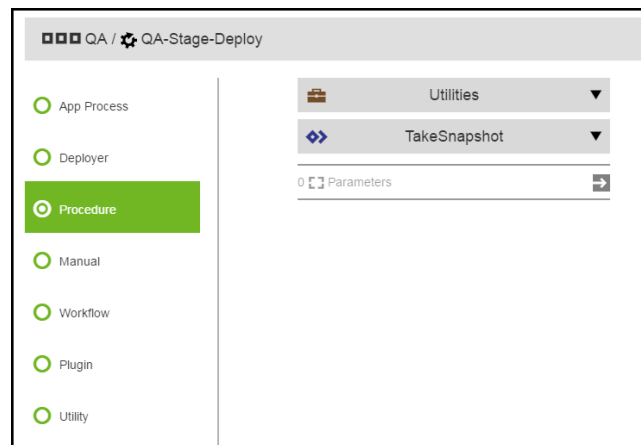 QA / QA-Stage-Deploy
App Process
Deployer
Procedure
Manual
Workflow
Plugin
Utility
Utilities
TakeSnapshot
0 Parameters